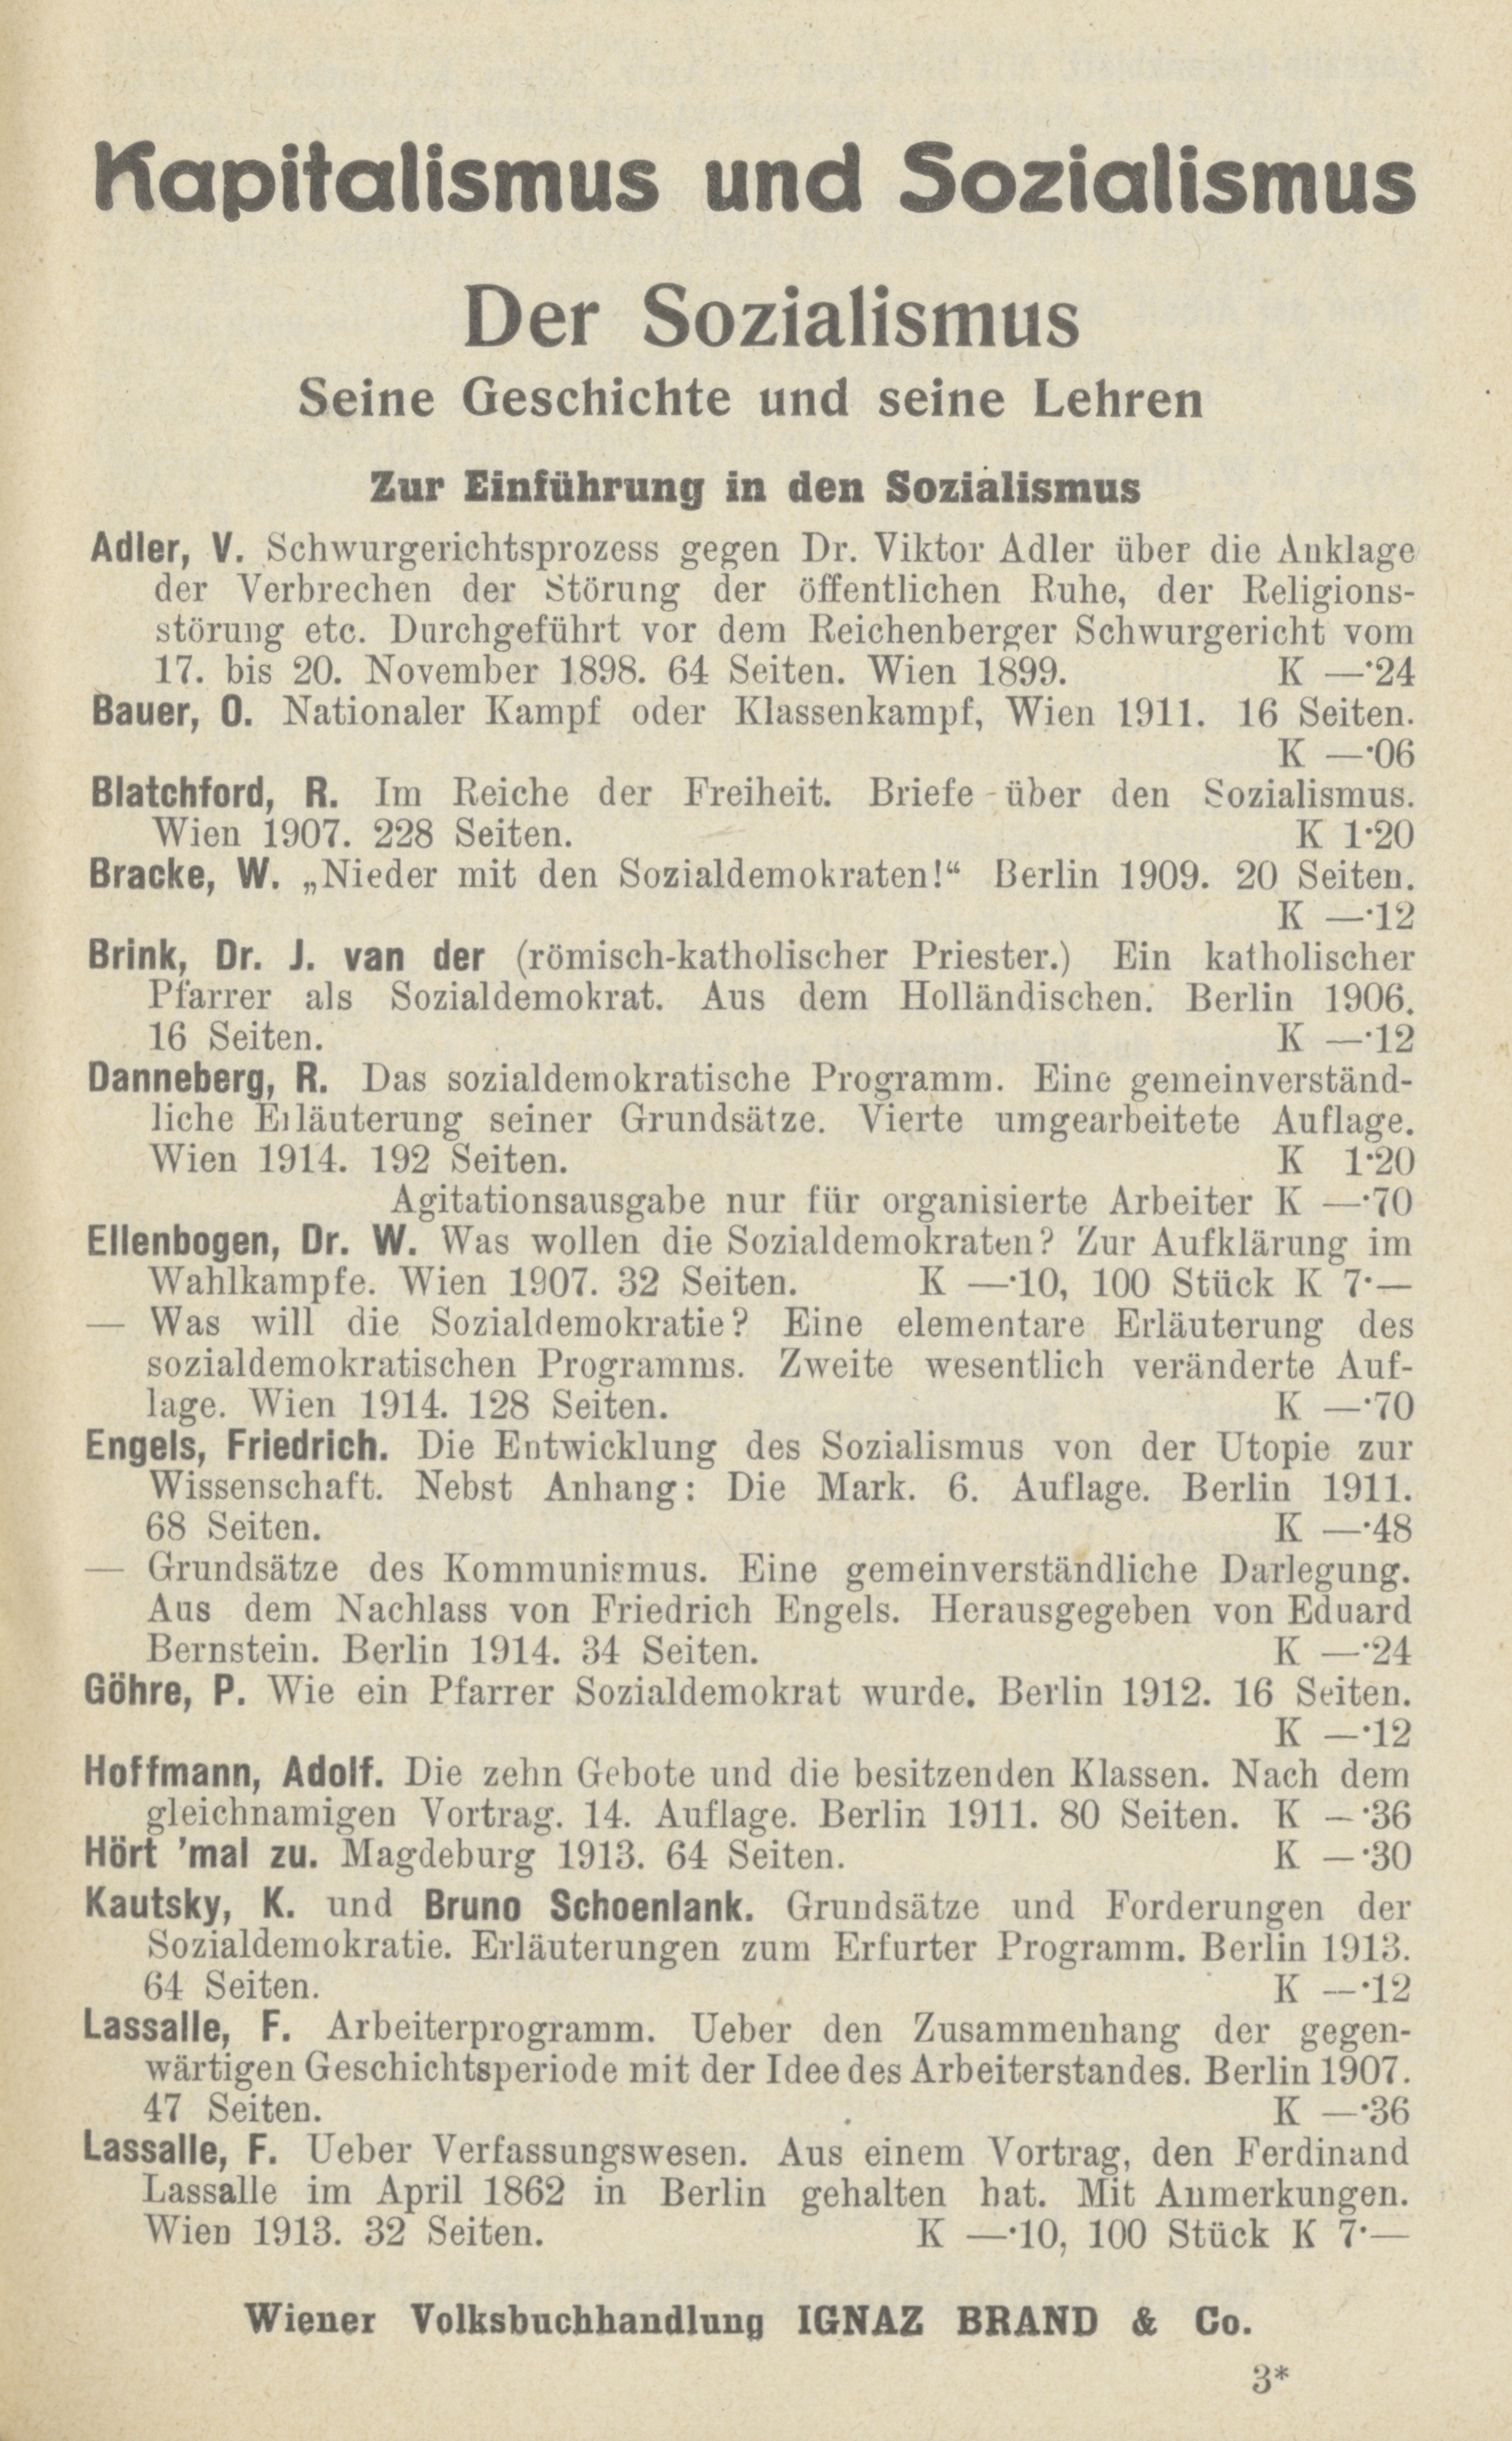 Kapitalismus und Sozialismus
Der Sozialismus
Seine Geschichte und seine Lehren
Zur Einführung in den Sozialismus
Adler, V. Schwurgerichtsprozess gegen Dr. Viktor Adler über die Anklage
der Verbrechen der Störung der öffentlichen Ruhe, der Religions-
störung etc. Durchgeführt vor dem Reichenberger Schwurgericht vom
17. bis 20. November 1898. 64 Seiten. Wien 1899. K —·24
Bauer, O. Nationaler Kampf oder Klassenkampf, Wien 1911. 16 Seiten.
K —·06
Blatchford, R. Im Reiche der Freiheit. Briefe über den Sozialismus.
Wien 1907. 228 Seiten. K 1·20
Bracke, W. „Nieder mit den Sozialdemokraten!“ Berlin 1909. 20 Seiten.
K —·12
Brink, Dr. J. van der (römisch-katholischer Priester.) Ein katholischer
Pfarrer als Sozialdemokrat. Aus dem Holländischen. Berlin 1906.
16 Seiten. K —·12
Danneberg, R. Das sozialdemokratische Programm. Eine gemeinverständ-
liche Erläuterung seiner Grundsätze. Vierte umgearbeitete Auflage.
Wien 1914. 192 Seiten. K 1·20
Agitationsausgabe nur für organisierte Arbeiter K —·70
Ellenbogen, Dr. W. Was wollen die Sozialdemokraten? Zur Aufklärung im
Wahlkampfe. Wien 1907. 32 Seiten. K —·10, 100 Stück K 7·—
— Was will die Sozialdemokratie? Eine elementare Erläuterung des
sozialdemokratischen Programms. Zweite wesentlich veränderte Auf-
lage. Wien 1914. 128 Seiten. K —·70
Engels, Friedrich. Die Entwicklung des Sozialismus von der Utopie zur
Wissenschaft. Nebst Anhang: Die Mark. 6. Auflage. Berlin 1911.
68 Seiten. K —·48
— Grundsätze des Kommunismus. Eine gemeinverständliche Darlegung.
Aus dem Nachlass von Friedrich Engels. Herausgegeben von Eduard
Bernstein. Berlin 1914. 34 Seiten. K —·24
Göhre, P. Wie ein Pfarrer Sozialdemokrat wurde. Berlin 1912. 16 Seiten.
K —·12
Hoffmann, Adolf. Die zehn Gebote und die besitzenden Klassen. Nach dem
gleichnamigen Vortrag. 14. Auflage. Berlin 1911. 80 Seiten. K —·36
Hört ’mal zu. Magdeburg 1913. 64 Seiten. K —·30
Kautsky, K. und Bruno Schoenlank. Grundsätze und Forderungen der
Sozialdemokratie. Erläuterungen zum Erfurter Programm. Berlin 1913.
64 Seiten. K —·12
Lassalle, F. Arbeiterprogramm. Ueber den Zusammenhang der gegen-
wärtigen Geschichtsperiode mit der Idee des Arbeiterstandes. Berlin 1907.
47 Seiten. K —·36
Lassalle, F. Ueber Verfassungswesen. Aus einem Vortrag, den Ferdinand
Lassalle im April 1862 in Berlin gehalten hat. Mit Anmerkungen.
Wien 1913. 32 Seiten. K —·10, 100 Stück K 7·—
Wiener Volksbuchhandlung IGNAZ BRAND & Co.
3*